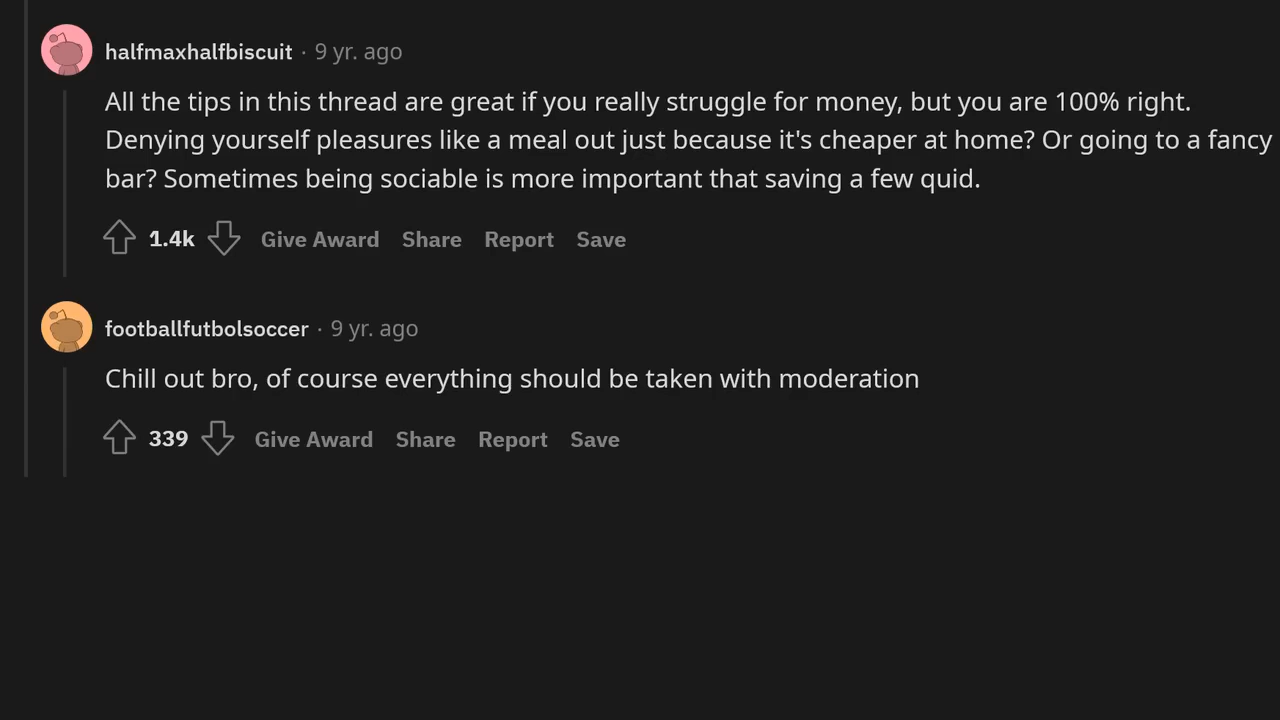 halfmaxhalfbiscuit · 9 yr. ago
All the tips in this thread are great if you really struggle for money, but you are 100% right.
Denying yourself pleasures like a meal out just because it's cheaper at home? Or going to a fancy
bar? Sometimes being sociable is more important that saving a few quid.
1.4k Give Award Share Report Save
footballfutbolsoccer · 9 yr. ago
Chill out bro, of course everything should be taken with moderation
339 Give Award Share Report Save